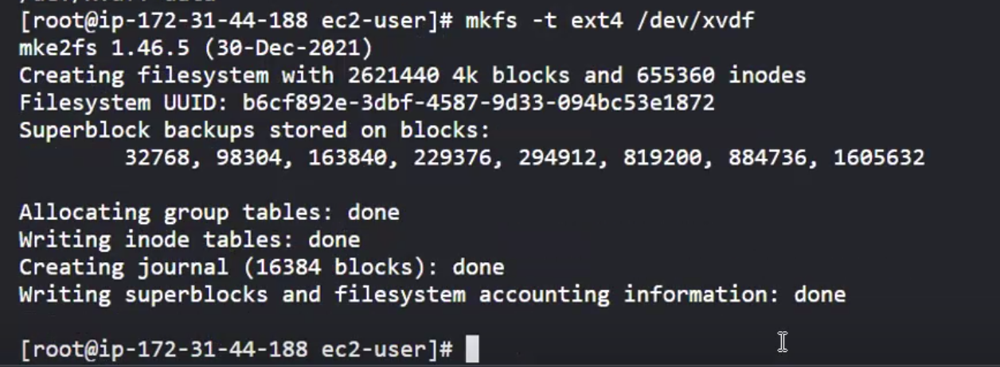 [root@ip-172-31-44-188 ec2-user]# mkfs -t ext4 /dev/xvdf
mke2fs 1.46.5 (30-Dec-2021)
Creating filesystem with 2621440 4k blocks and 655360 inodes
Filesystem UUID: b6cf892e-3dbf-4587-9d33-094bc53e1872
Superblock backups stored on blocks:
        32768, 98304, 163840, 229376, 294912, 819200, 884736, 1605632

Allocating group tables: done
Writing inode tables: done
Creating journal (16384 blocks): done
Writing superblocks and filesystem accounting information: done

[root@ip-172-31-44-188 ec2-user]#